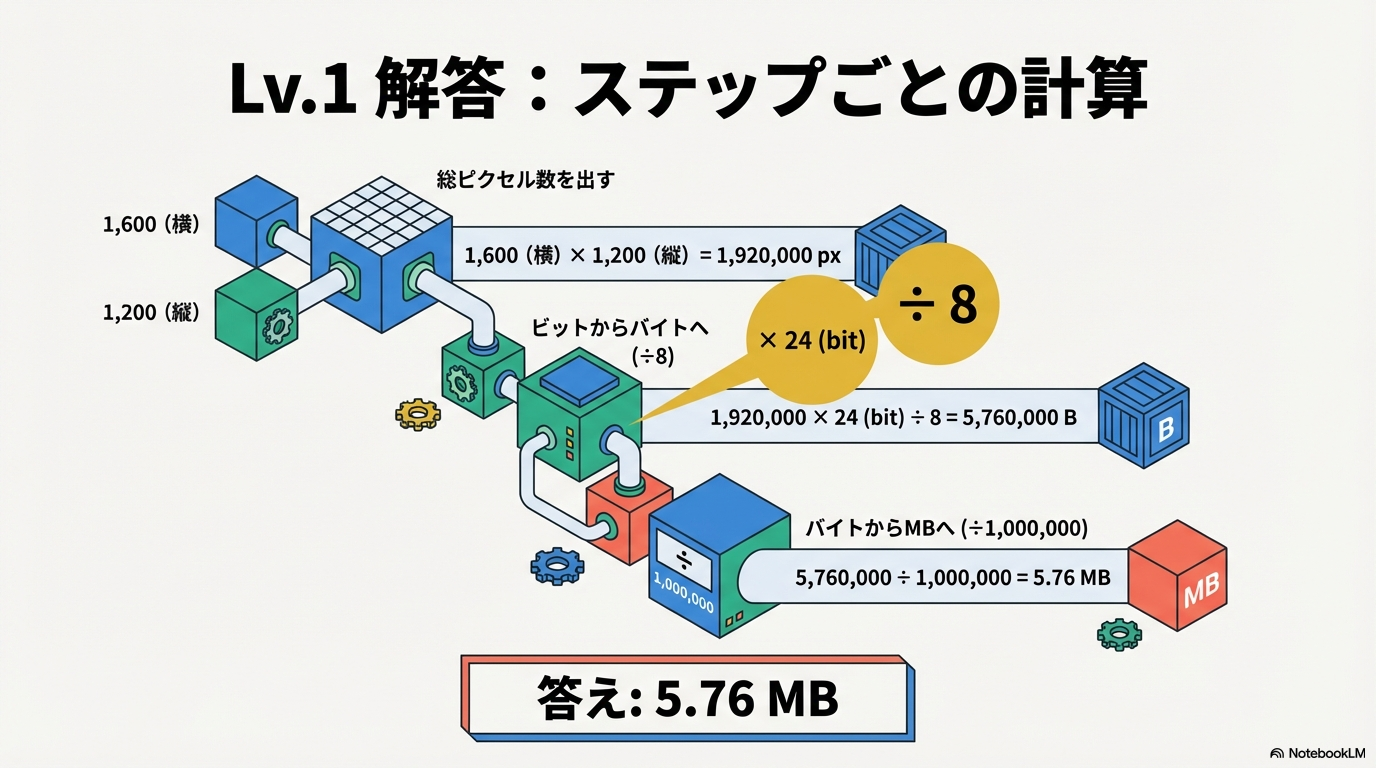 Lv.1 解答：ステップごとの計算
総ピクセル数を出す
1,600（横）
1,600（横）× 1,200（縦）= 1,920,000 px
1,200（縦）
÷ 8
× 24 (bit)
ビットからバイトへ
(÷8)
1,920,000 × 24 (bit) ÷ 8 = 5,760,000 B
B
バイトからMBへ (÷1,000,000)
÷
1,000,000
5,760,000 ÷ 1,000,000 = 5.76 MB
MB
答え: 5.76 MB
NotebookLM